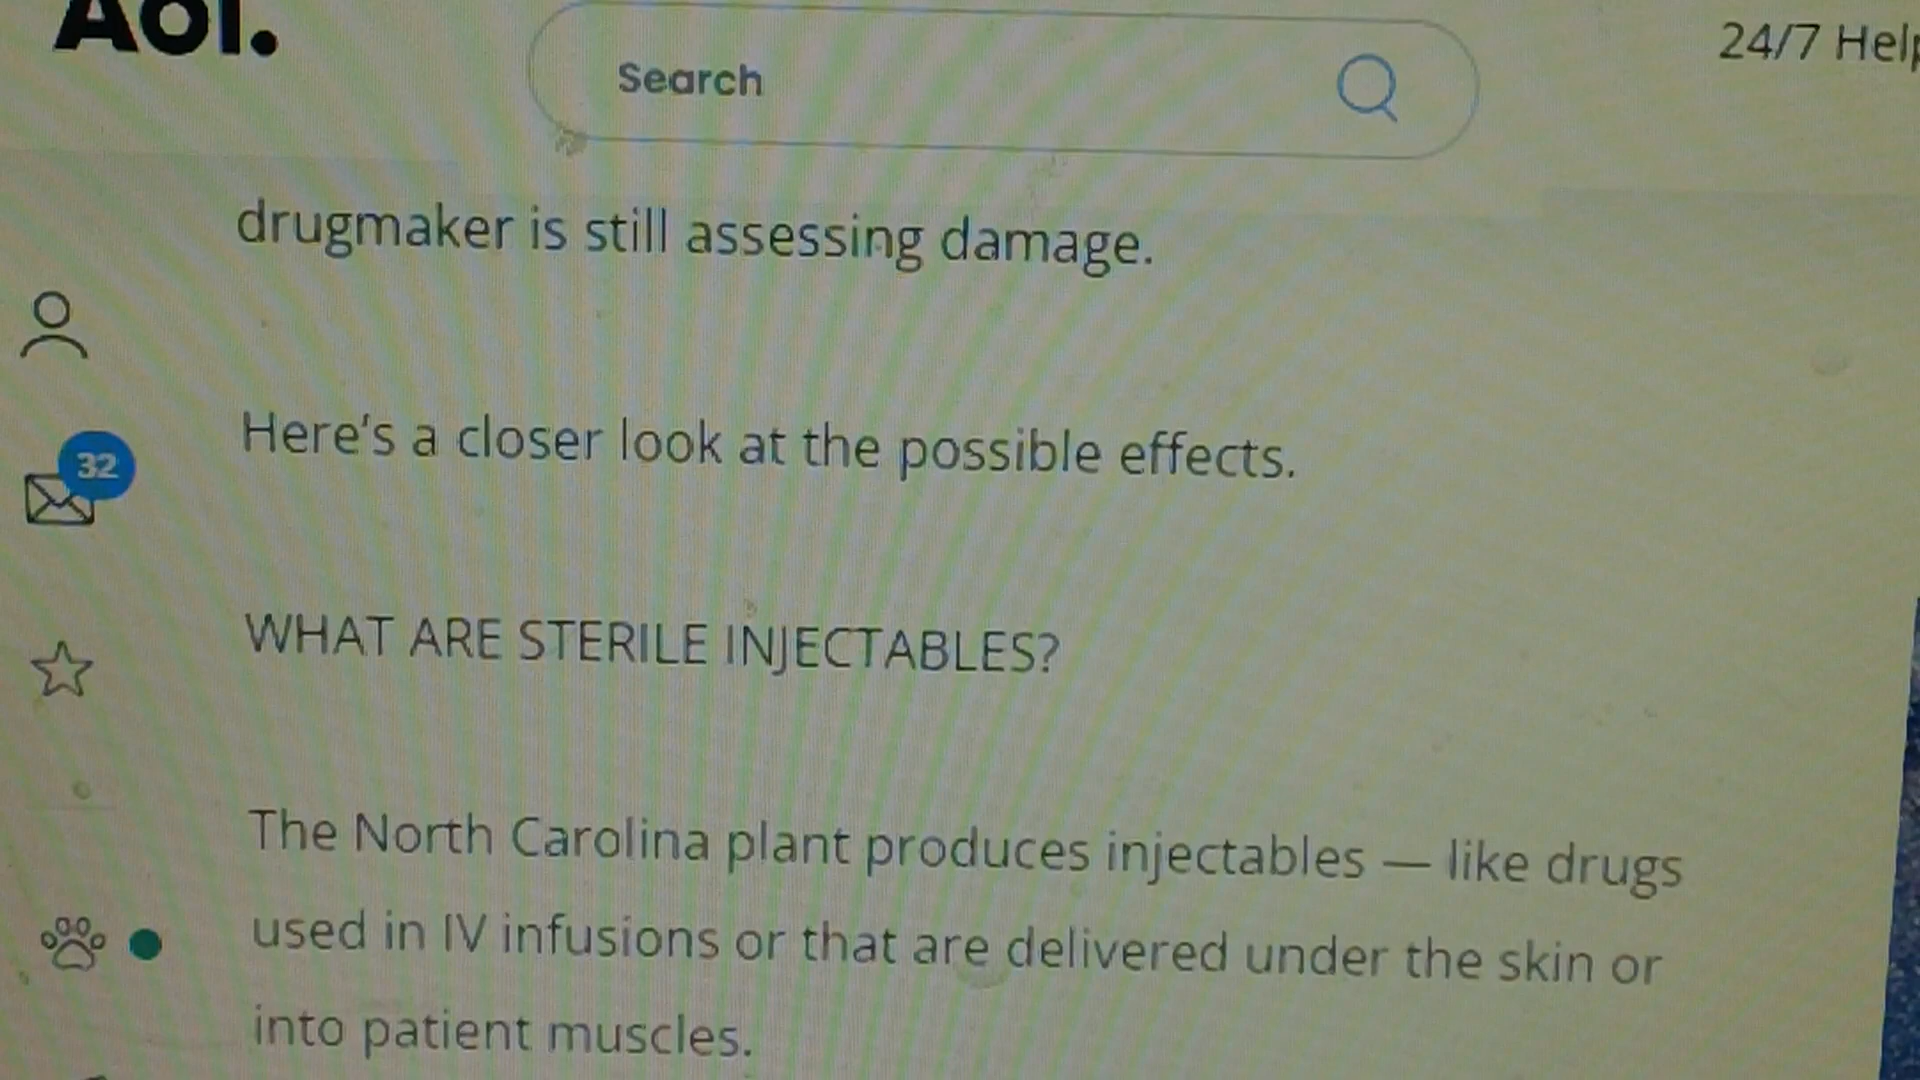 Aol.
Search
24/7 Help
drugmaker is still assessing damage.
Here's a closer look at the possible effects.
32
WHAT ARE STERILE INJECTABLES?
The North Carolina plant produces injectables — like drugs
used in IV infusions or that are delivered under the skin or
into patient muscles.